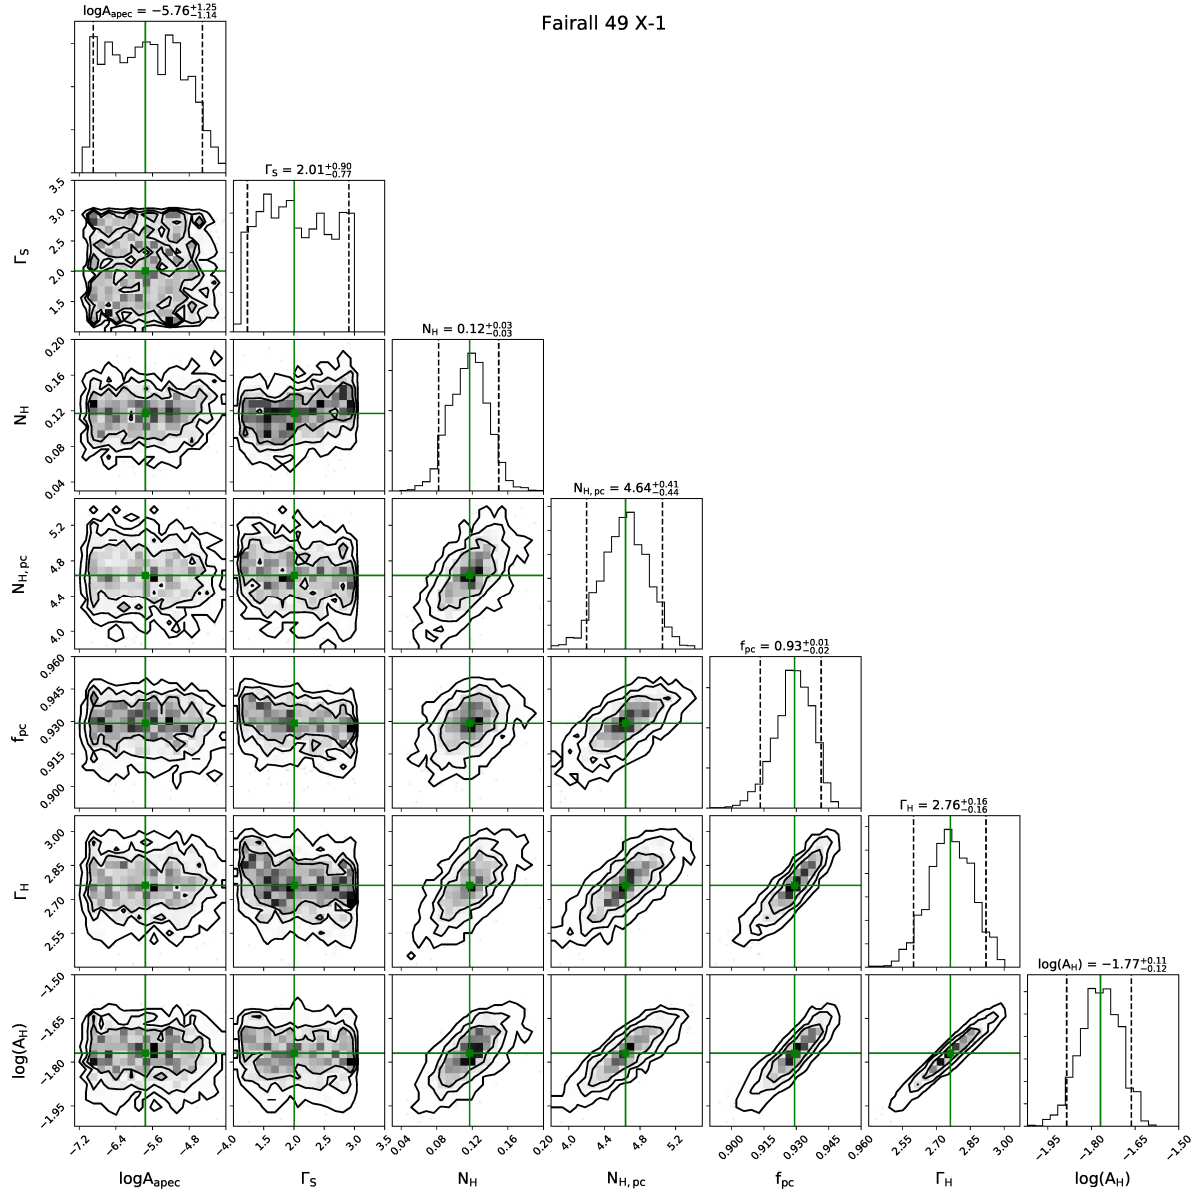 Fairall 49 X-1
logA_apec = −5.76 +1.25 −1.14
Γ_S = 2.01 +0.90 −0.77
N_H = 0.12 +0.03 −0.03
N_H, pc = 4.64 +0.41 −0.44
f_pc = 0.93 +0.01 −0.02
Γ_H = 2.76 +0.16 −0.16
log(A_H) = −1.77 +0.11 −0.12
3.5
3.0
2.5
2.0
1.5
Γ_S
0.20
0.16
0.12
0.08
0.04
N_H
5.2
4.8
4.4
4.0
N_H, pc
0.960
0.945
0.930
0.915
0.900
f_pc
3.00
2.85
2.70
2.55
Γ_H
−1.50
−1.65
−1.80
−1.95
log(A_H)
−7.2 −6.4 −5.6 −4.8 −4.0
1.5 2.0 2.5 3.0 3.5
0.04 0.08 0.12 0.16 0.20
4.0 4.4 4.8 5.2
0.900 0.915 0.930 0.945 0.960
2.55 2.70 2.85 3.00
−1.95 −1.80 −1.65 −1.50
logA_apec Γ_S N_H N_H, pc f_pc Γ_H log(A_H)